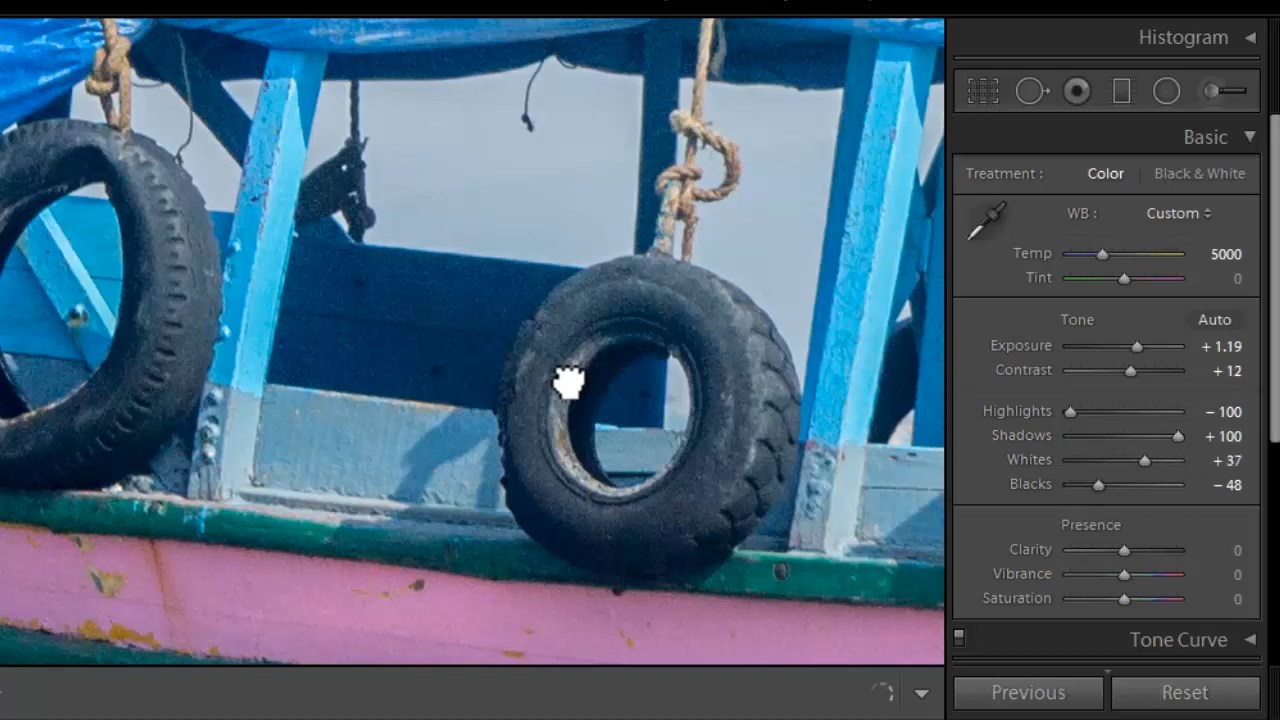 Histogram
Basic
Treatment : Color Black & White
WB : Custom
Temp 5000
Tint 0
Tone Auto
Exposure + 1.19
Contrast + 12
Highlights – 100
Shadows + 100
Whites + 37
Blacks – 48
Presence
Clarity 0
Vibrance 0
Saturation 0
Tone Curve
Previous Reset